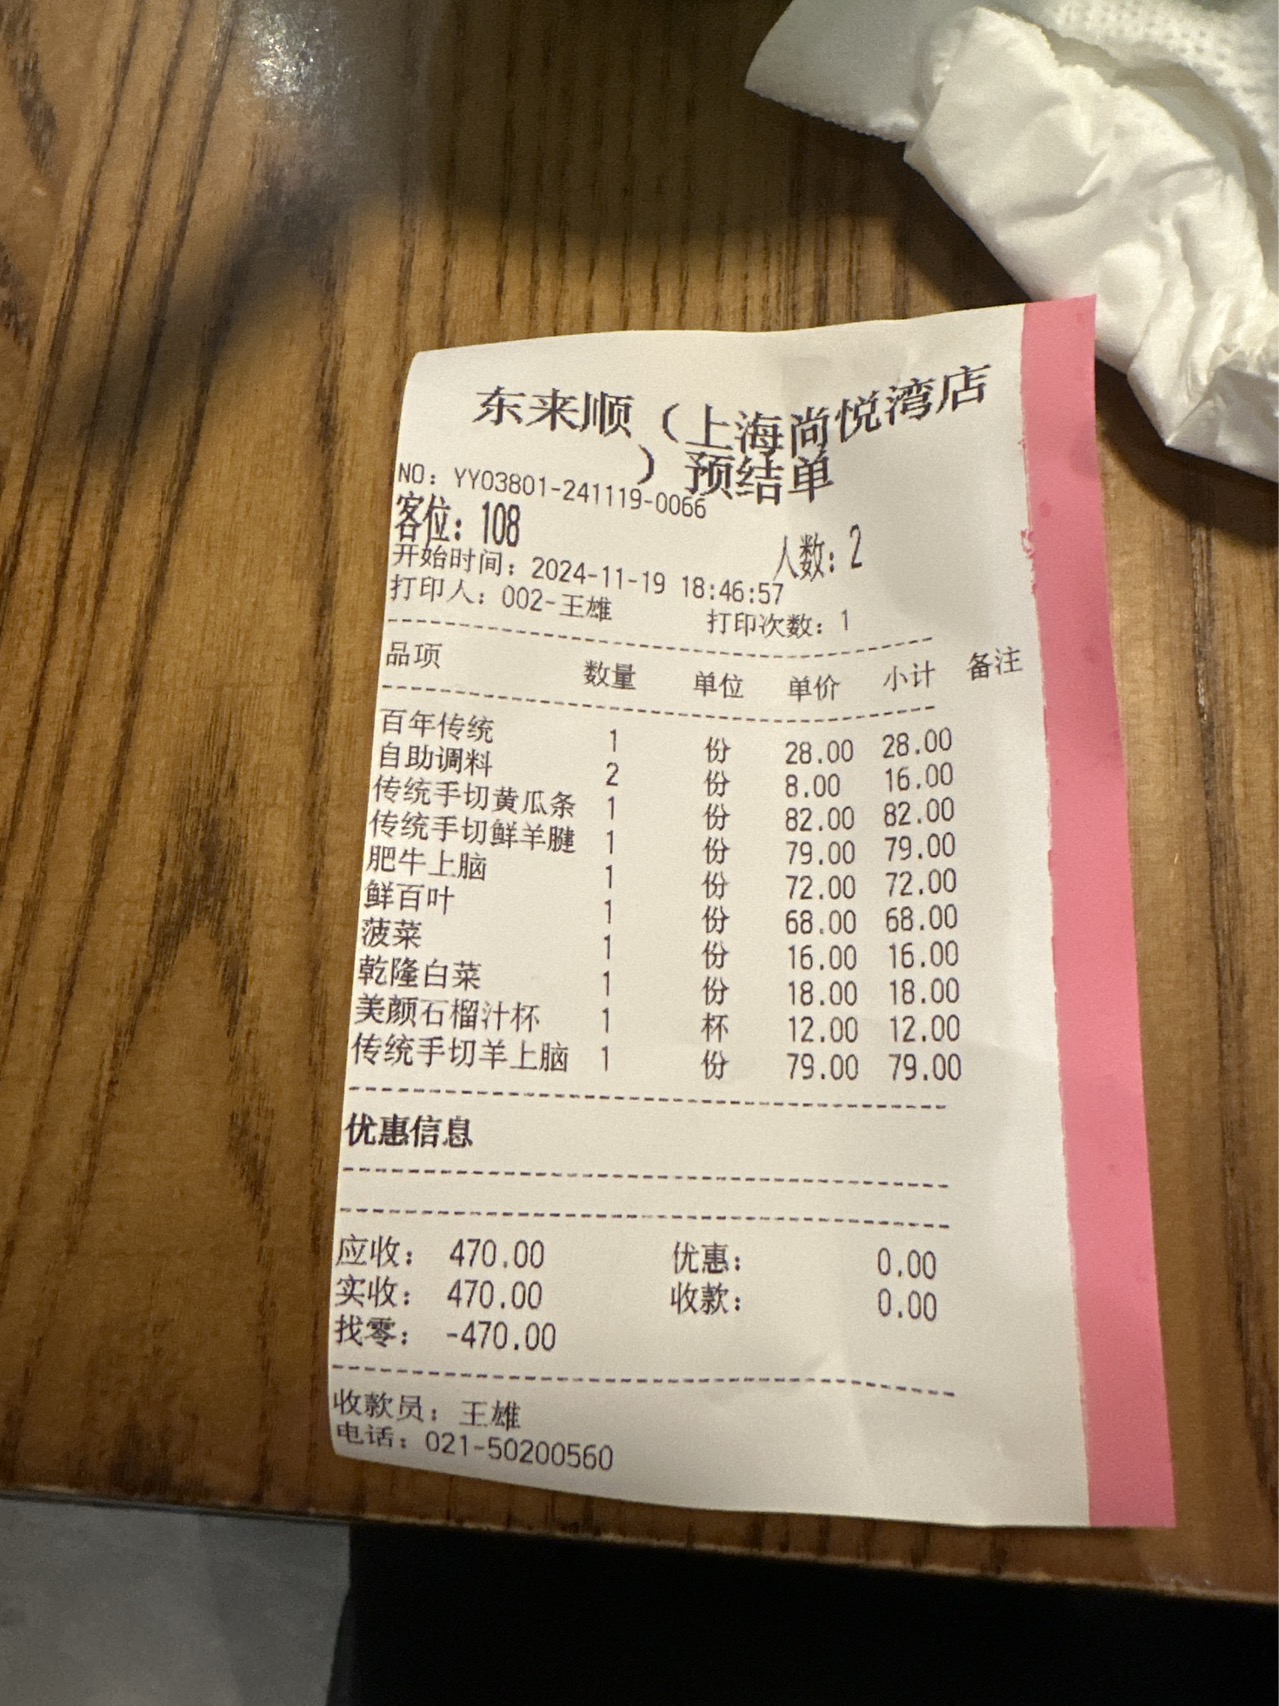 东来顺（上海尚悦湾店
）预结单
NO：YY03801-241119-0066
客位：108 人数：2
开始时间：2024-11-19 18:46:57
打印人：002-王雄 打印次数：1
品项 数量 单位 单价 小计 备注
百年传统 1 份 28.00 28.00
自助调料 2 份 8.00 16.00
传统手切黄瓜条 1 份 82.00 82.00
传统手切鲜羊腱 1 份 79.00 79.00
肥牛上脑 1 份 72.00 72.00
鲜百叶 1 份 68.00 68.00
菠菜 1 份 16.00 16.00
乾隆白菜 1 份 18.00 18.00
美颜石榴汁杯 1 杯 12.00 12.00
传统手切羊上脑 1 份 79.00 79.00
优惠信息
应收： 470.00 优惠： 0.00
实收： 470.00 收款： 0.00
找零： -470.00
收款员：王雄
电话：021-50200560